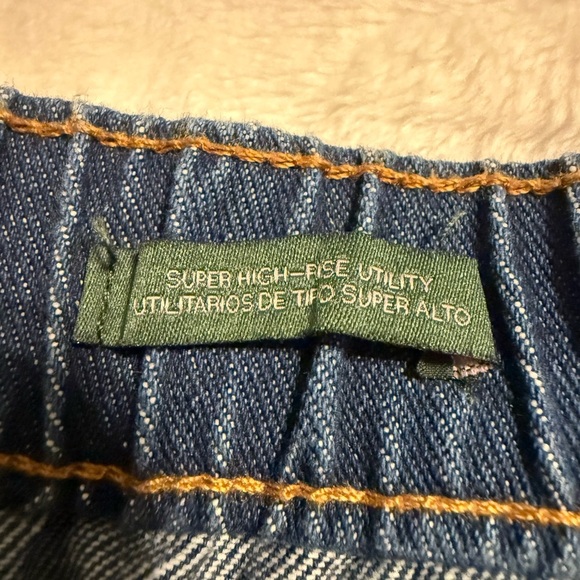 SUPER HIGH-RISE UTILITY
UTILITARIOS DE TIPO SUPER ALTO